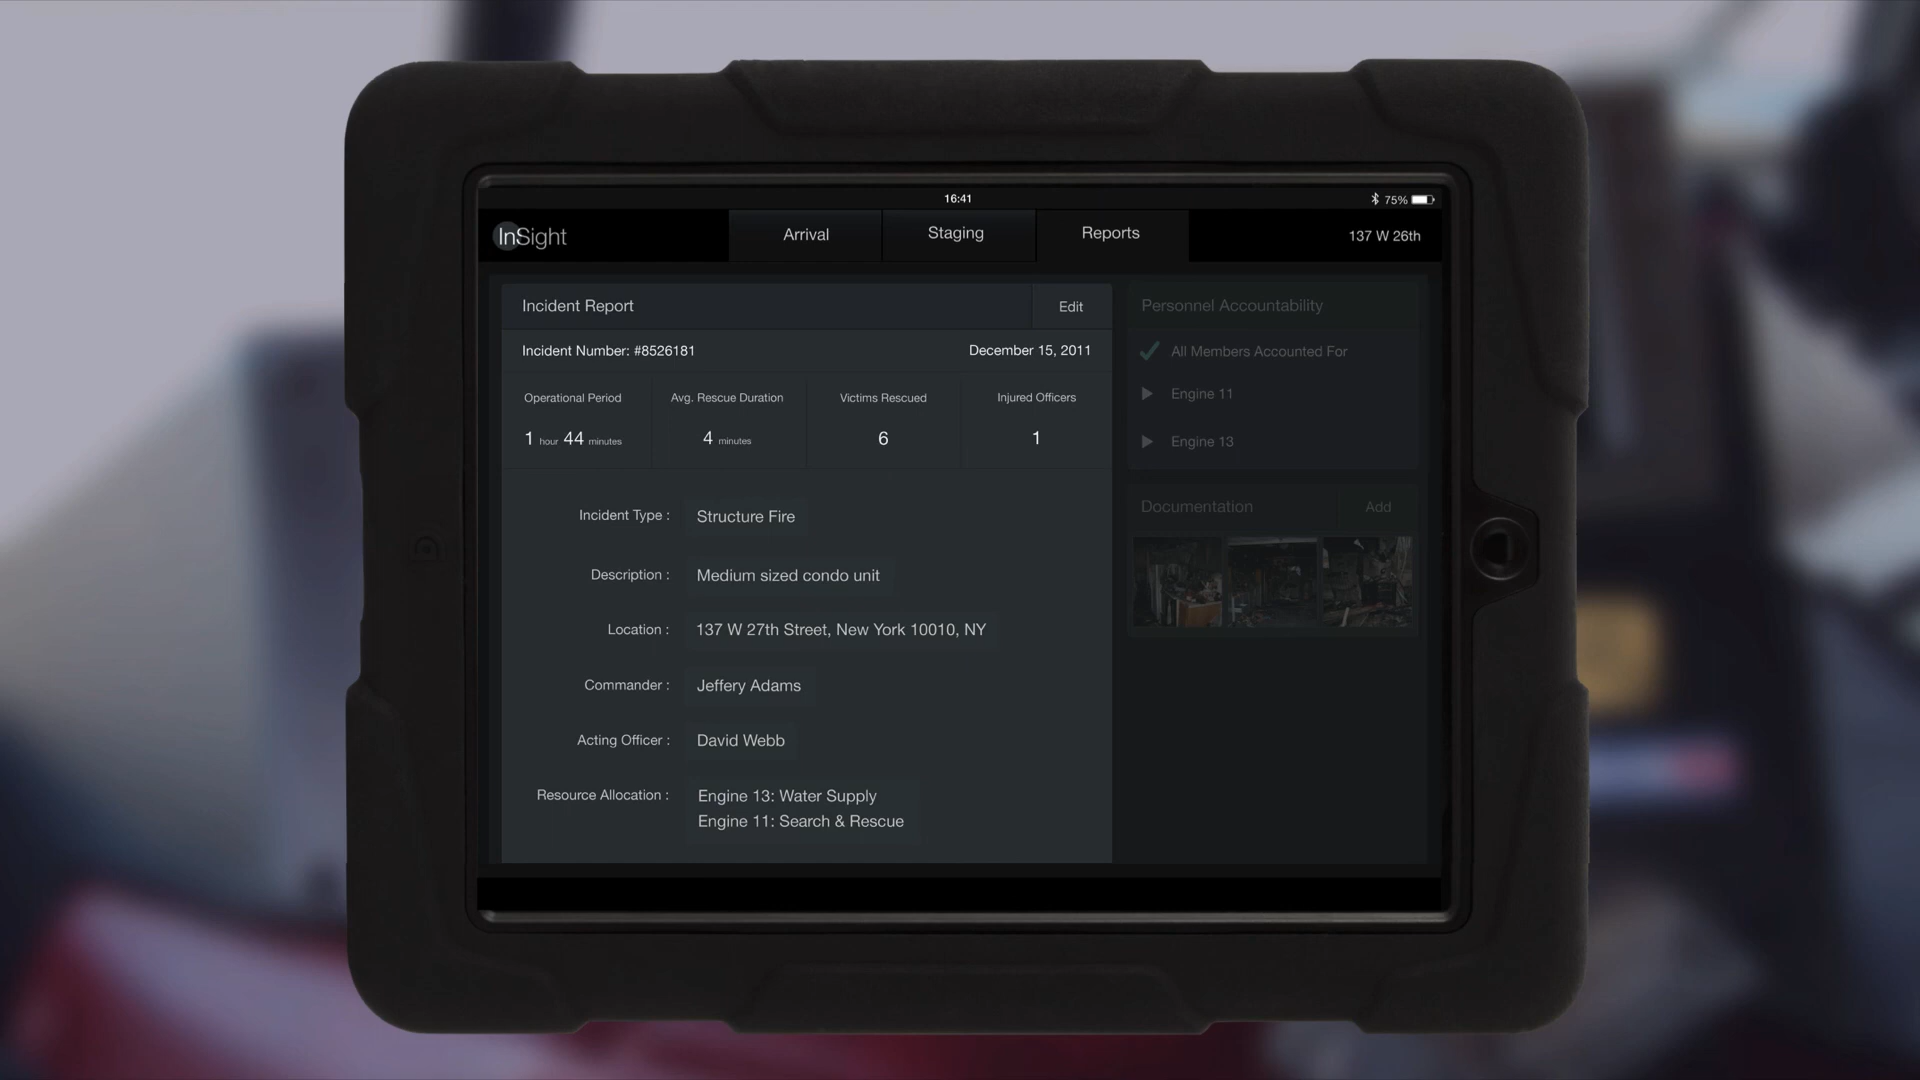 16:41
75%
InSight
Arrival
Staging
Reports
137 W 26th
Incident Report
Edit
Incident Number: #8526181
December 15, 2011
Operational Period
Avg. Rescue Duration
Victims Rescued
Injured Officers
1 hour 44 minutes
4 minutes
6
1
Incident Type : Structure Fire
Description : Medium sized condo unit
Location : 137 W 27th Street, New York 10010, NY
Commander : Jeffery Adams
Acting Officer : David Webb
Resource Allocation : Engine 13: Water Supply
Engine 11: Search & Rescue
Personnel Accountability
All Members Accounted For
Engine 11
Engine 13
Documentation
Add